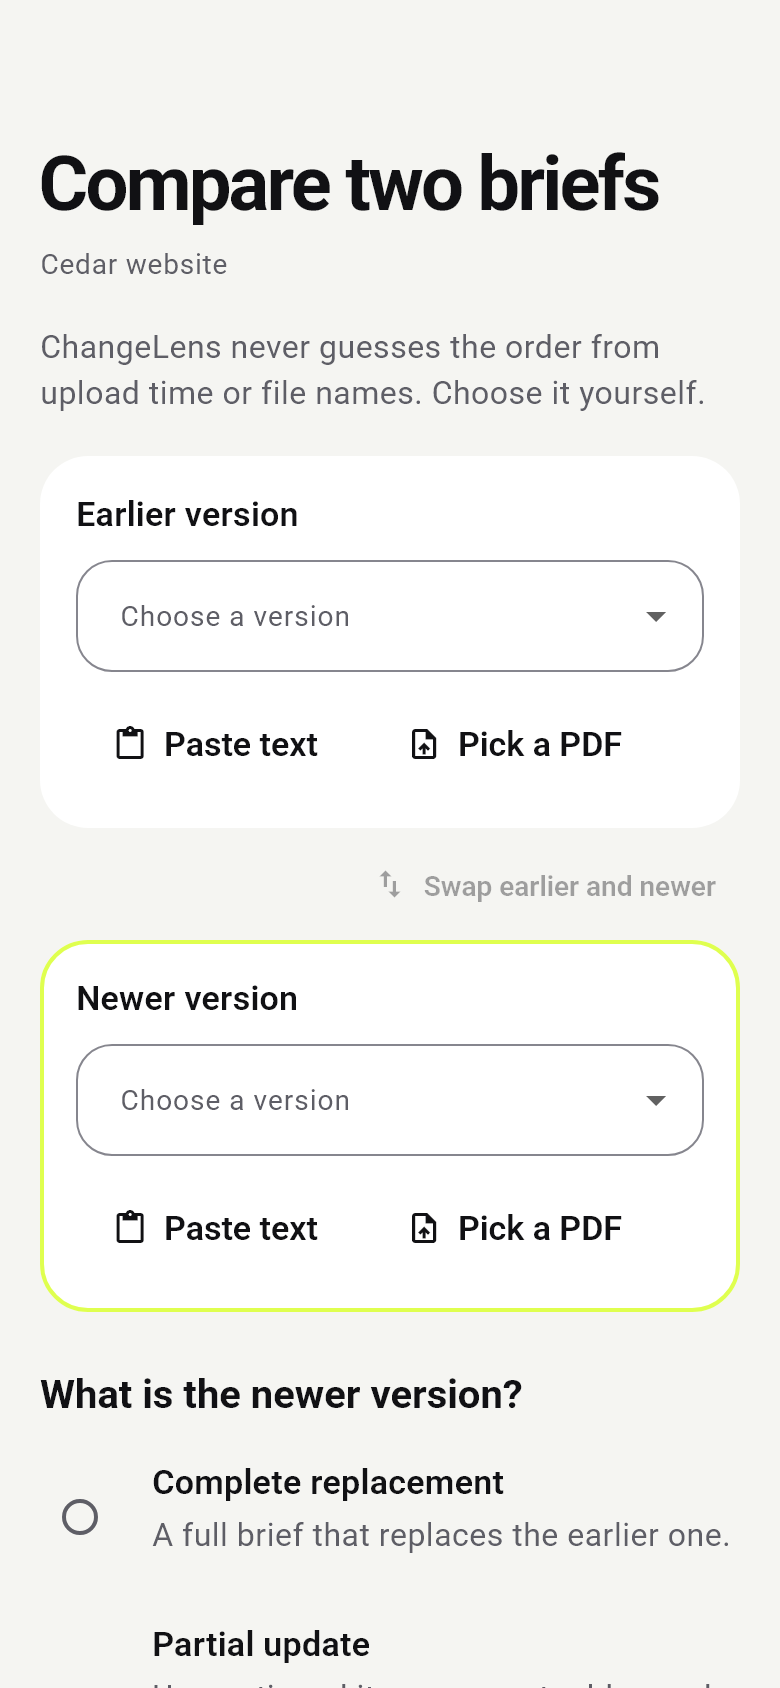 Compare two briefs
Cedar website
ChangeLens never guesses the order from
upload time or file names. Choose it yourself.
Earlier version
Choose a version
Paste text
Pick a PDF
Swap earlier and newer
Newer version
Choose a version
Paste text
Pick a PDF
What is the newer version?
Complete replacement
A full brief that replaces the earlier one.
Partial update